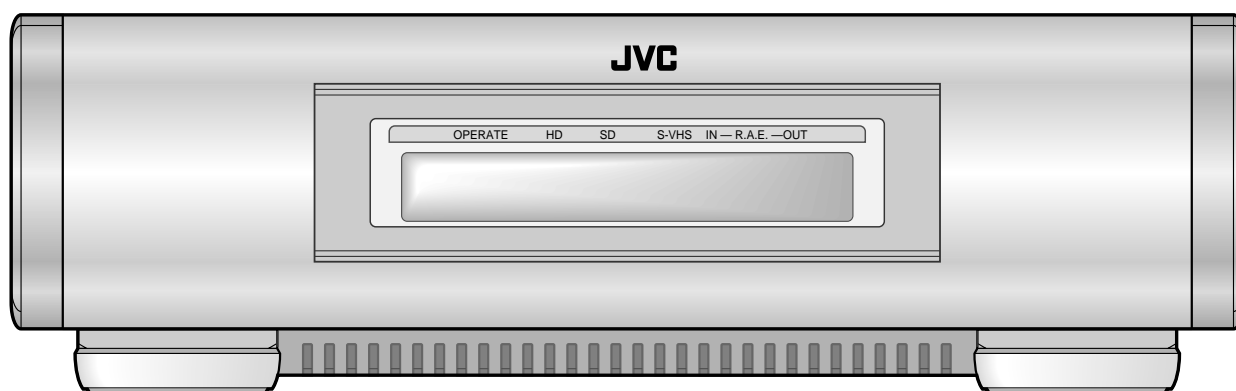 JVC
OPERATE HD SD S-VHS IN — R.A.E. —OUT